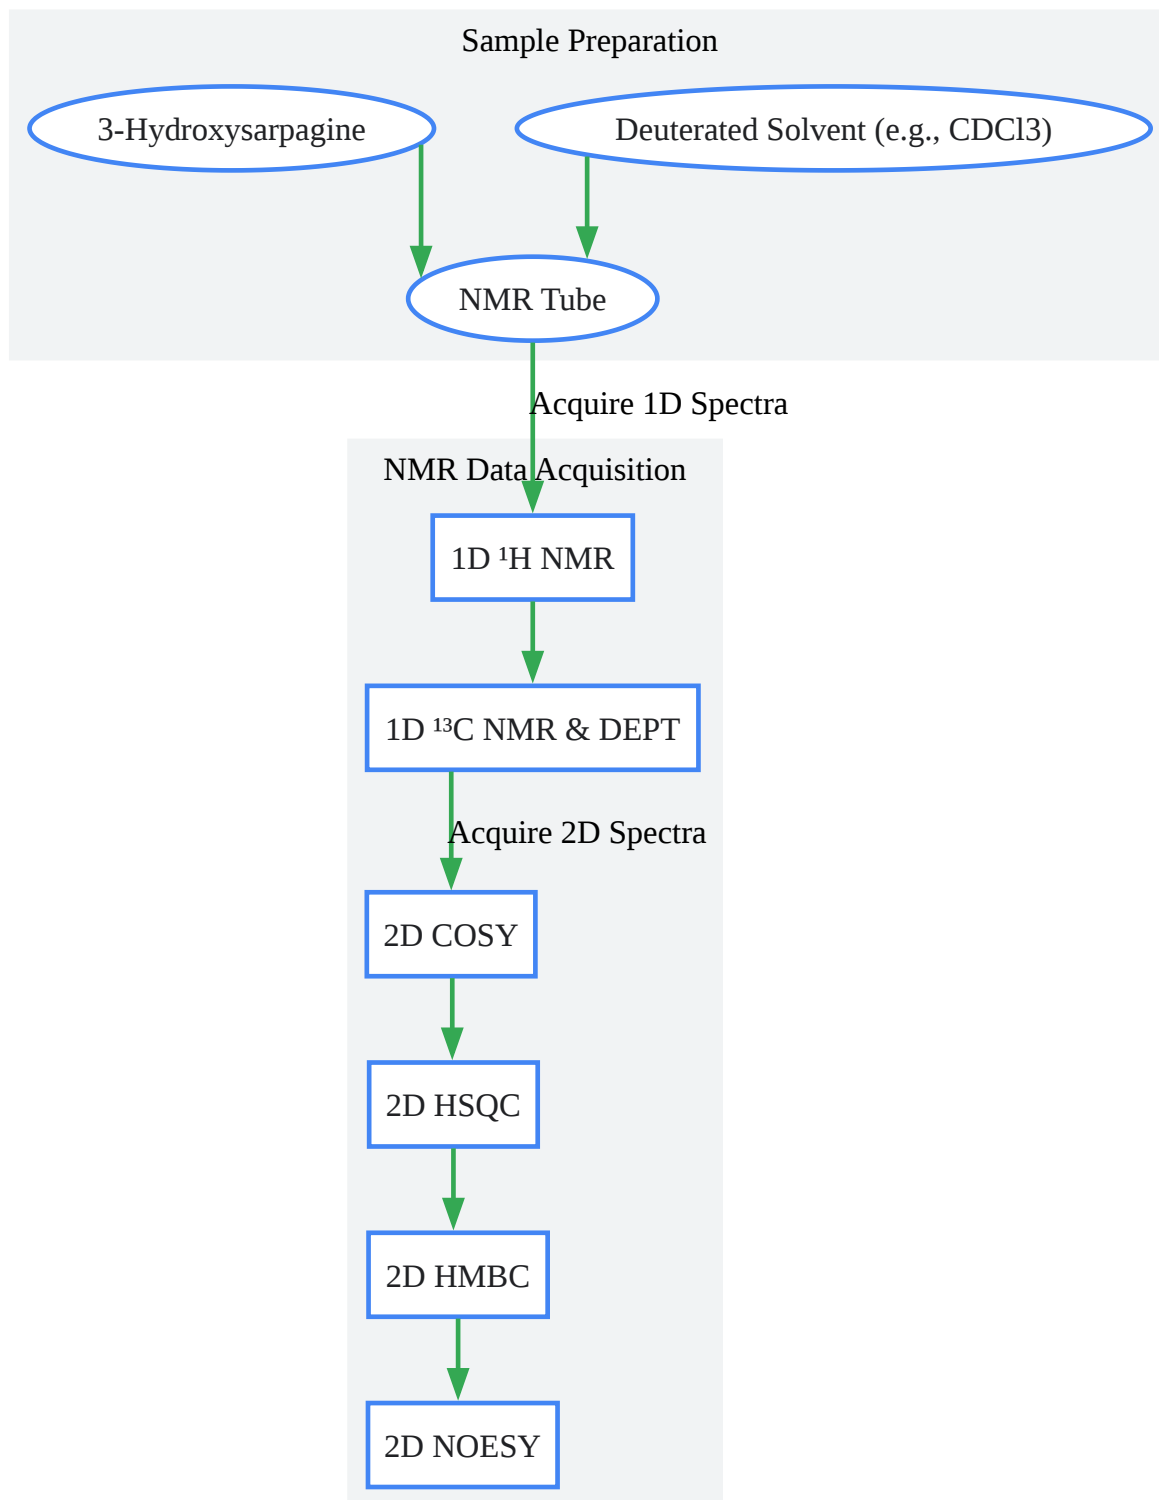 Sample Preparation
3-Hydroxysarpagine
Deuterated Solvent (e.g., CDCl3)
NMR Tube
Acquire 1D Spectra
NMR Data Acquisition
1D ¹H NMR
1D ¹³C NMR & DEPT
Acquire 2D Spectra
2D COSY
2D HSQC
2D HMBC
2D NOESY